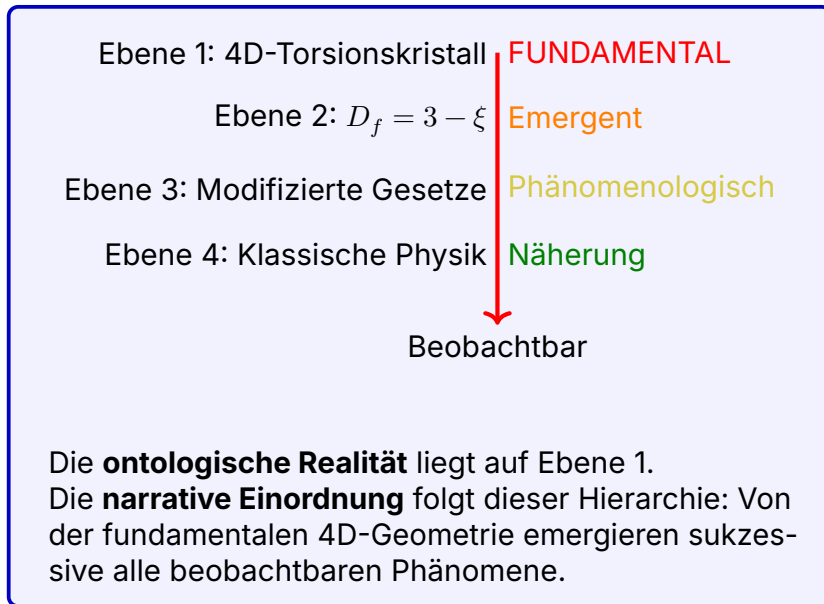 Ebene 1: 4D-Torsionskristall FUNDAMENTAL
Ebene 2: $D_f = 3 - \xi$ Emergent
Ebene 3: Modifizierte Gesetze Phänomenologisch
Ebene 4: Klassische Physik Näherung
Beobachtbar
Die ontologische Realität liegt auf Ebene 1.
Die narrative Einordnung folgt dieser Hierarchie: Von
der fundamentalen 4D-Geometrie emergieren sukzes-
sive alle beobachtbaren Phänomene.